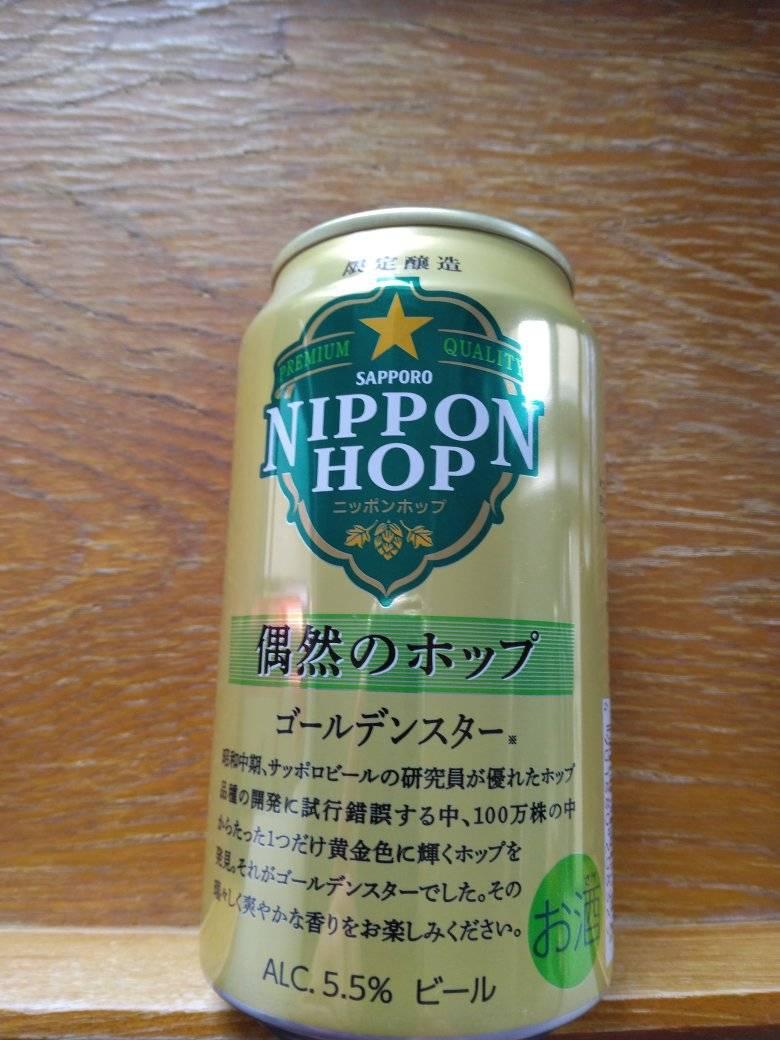 限定醸造
PREMIUM QUALITY
SAPPORO
NIPPON
HOP
ニッポンホップ
偶然のホップ
ゴールデンスター※
昭和中期、サッポロビールの研究員が優れたホップ
品種の開発に試行錯誤する中、100万株の中
からたった1つだけ黄金色に輝くホップを
発見。それがゴールデンスターでした。その
瑞々しく爽やかな香りをお楽しみください。
お酒
ALC. 5.5% ビール